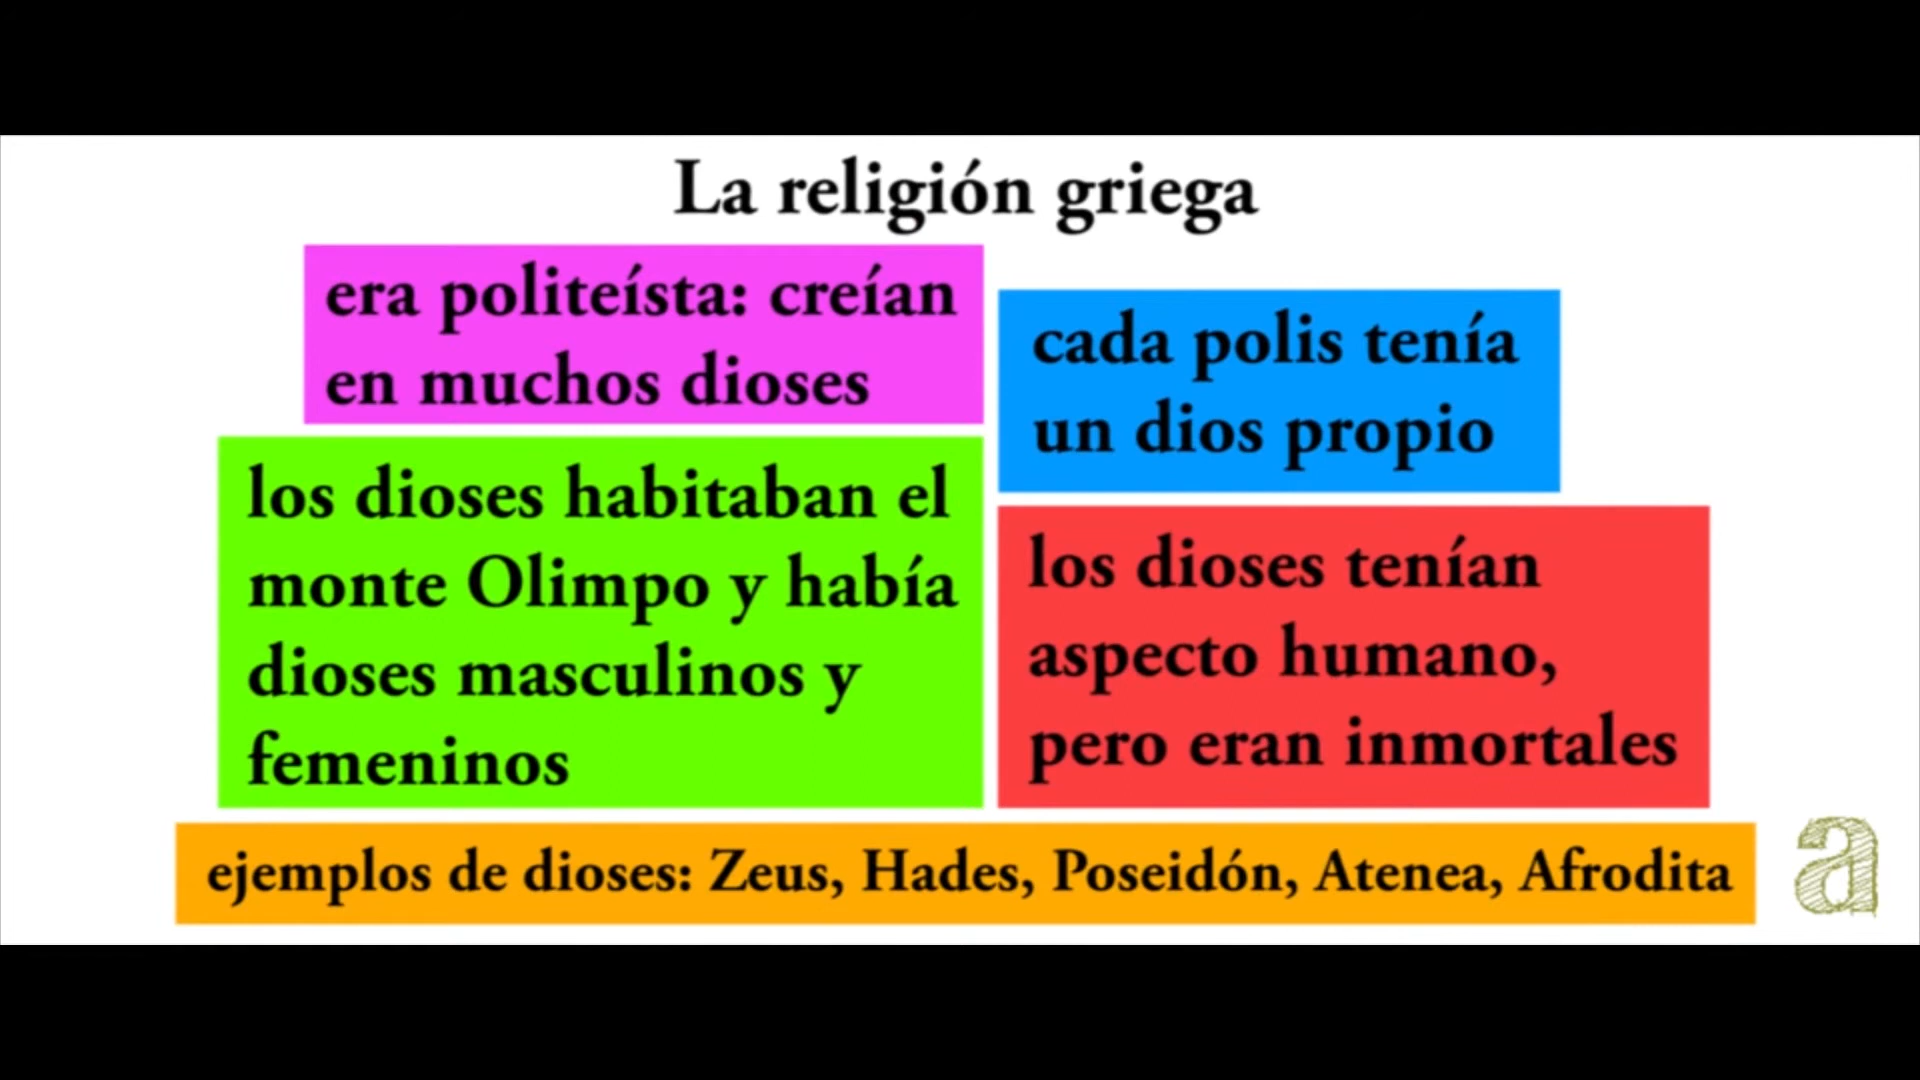 La religión griega
era politeísta: creían
en muchos dioses
cada polis tenía
un dios propio
los dioses habitaban el
monte Olimpo y había
dioses masculinos y
femeninos
los dioses tenían
aspecto humano,
pero eran inmortales
ejemplos de dioses: Zeus, Hades, Poseidón, Atenea, Afrodita
a